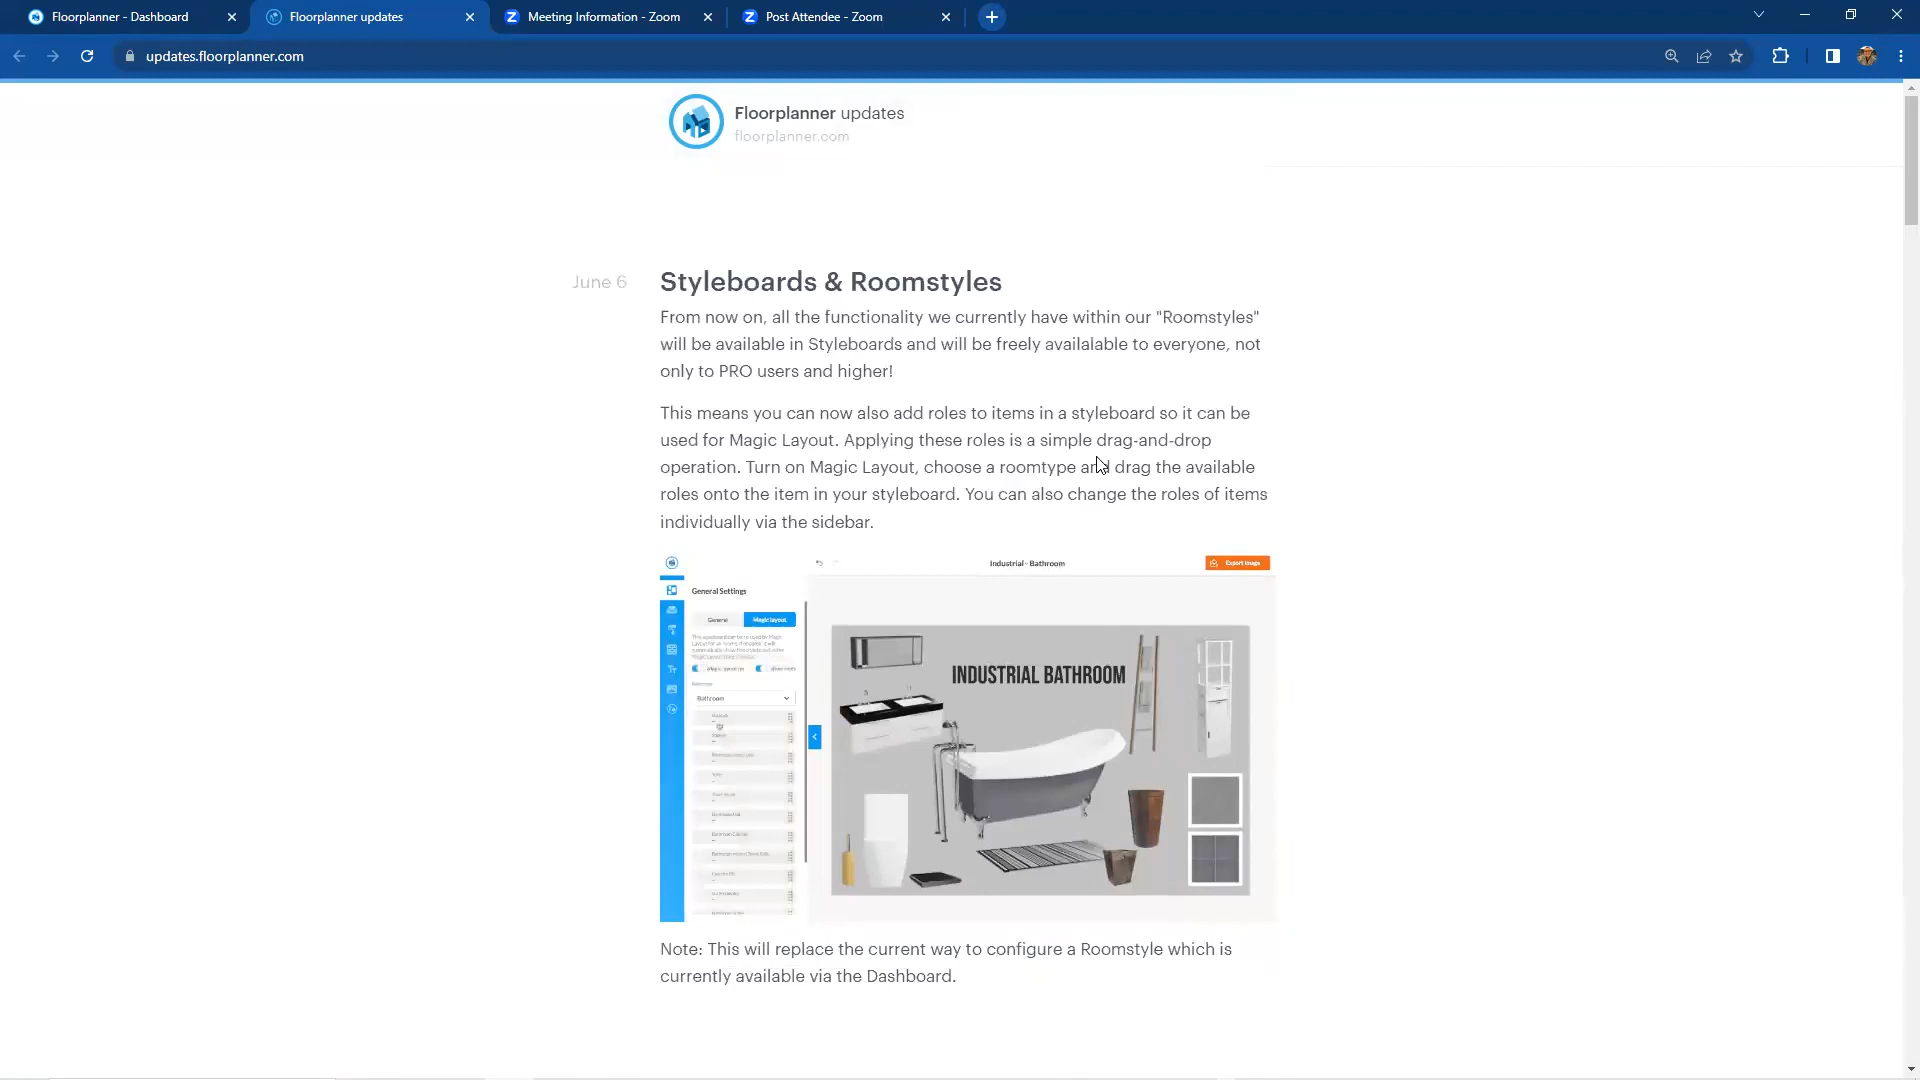 Floorplanner - Dashboard
Floorplanner updates
Meeting Information - Zoom
Post Attendee - Zoom
updates.floorplanner.com
Floorplanner updates
floorplanner.com
June 6
Styleboards & Roomstyles
From now on, all the functionality we currently have within our "Roomstyles"
will be available in Styleboards and will be freely availalable to everyone, not
only to PRO users and higher!
This means you can now also add roles to items in a styleboard so it can be
used for Magic Layout. Applying these roles is a simple drag-and-drop
operation. Turn on Magic Layout, choose a roomtype and drag the available
roles onto the item in your styleboard. You can also change the roles of items
individually via the sidebar.
Industrial - Bathroom
Export image
General Settings
General
Magic layout
Bathroom
INDUSTRIAL BATHROOM
Note: This will replace the current way to configure a Roomstyle which is
currently available via the Dashboard.